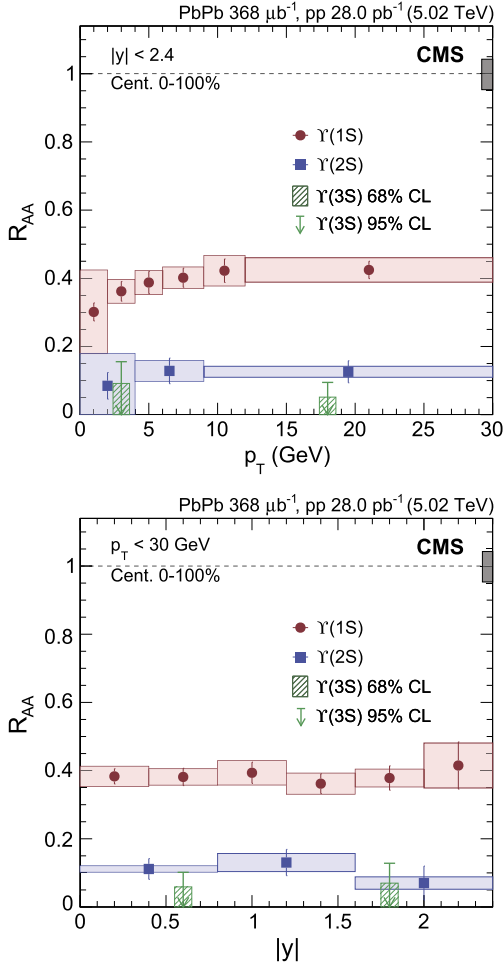 PbPb 368 μb⁻¹, pp 28.0 pb⁻¹ (5.02 TeV)
|y| < 2.4
CMS
Cent. 0-100%
ϒ(1S)
ϒ(2S)
ϒ(3S) 68% CL
ϒ(3S) 95% CL
R_AA
1
0.8
0.6
0.4
0.2
0
0 5 10 15 20 25 30
p_T (GeV)
PbPb 368 μb⁻¹, pp 28.0 pb⁻¹ (5.02 TeV)
p_T < 30 GeV
CMS
Cent. 0-100%
ϒ(1S)
ϒ(2S)
ϒ(3S) 68% CL
ϒ(3S) 95% CL
R_AA
1
0.8
0.6
0.4
0.2
0
0 0.5 1 1.5 2
|y|